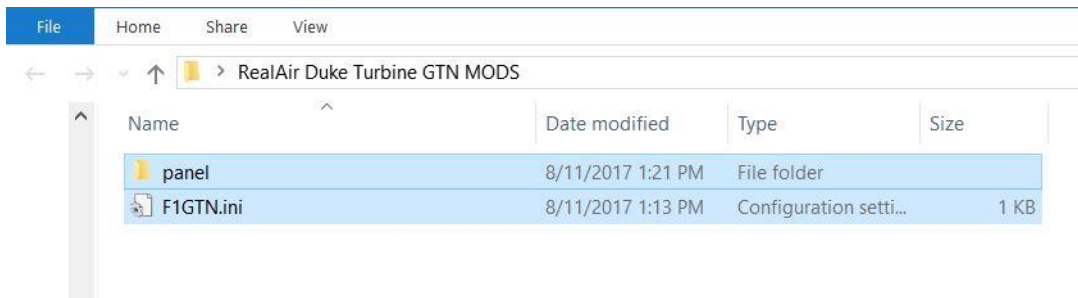 File Home Share View
RealAir Duke Turbine GTN MODS
Name Date modified Type Size
panel 8/11/2017 1:21 PM File folder
F1GTN.ini 8/11/2017 1:13 PM Configuration setti... 1 KB